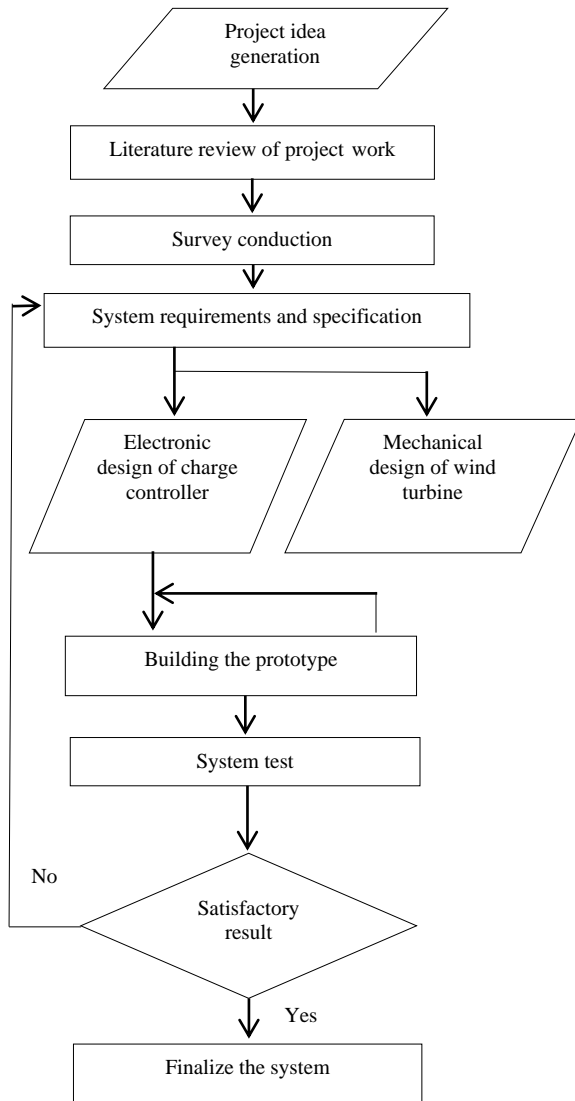 Project idea
generation
Literature review of project work
Survey conduction
System requirements and specification
Electronic
design of charge
controller
Mechanical
design of wind
turbine
Building the prototype
System test
No
Satisfactory
result
Yes
Finalize the system